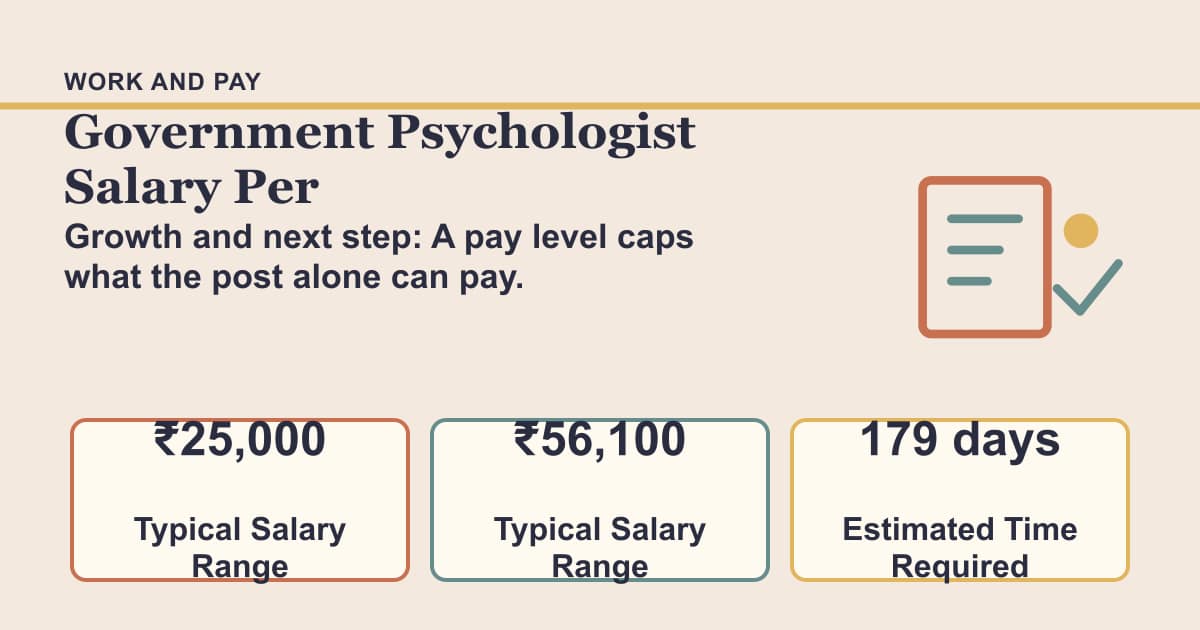 WORK AND PAY
Government Psychologist
Salary Per
Growth and next step: A pay level caps
what the post alone can pay.
₹25,000
Typical Salary
Range
₹56,100
Typical Salary
Range
179 days
Estimated Time
Required